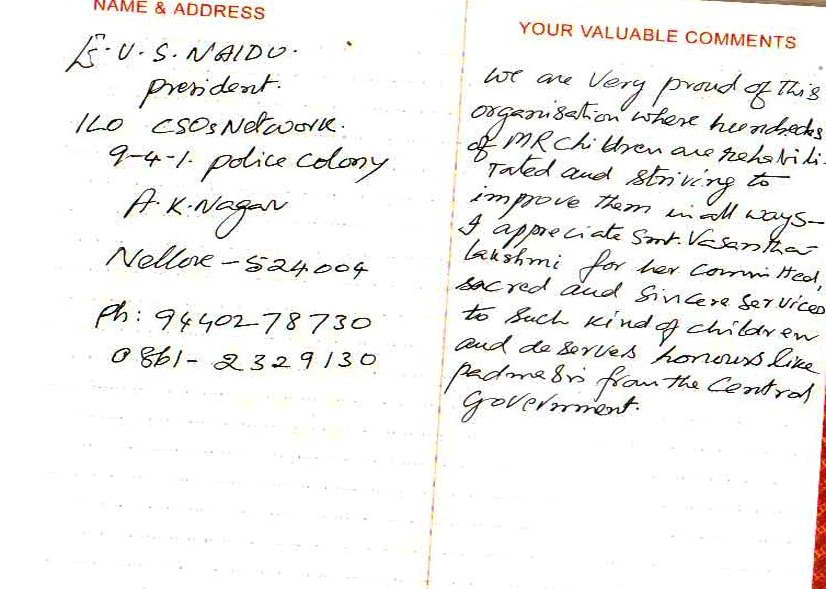 NAME & ADDRESS
U. S. NAIDU.
president.
ILO CSOs Network.
9-4-1. police colony
A. K. Nagar
Nellore - 524004
Ph: 9440278730
0861- 2329130
YOUR VALUABLE COMMENTS
We are very proud of this
organisation where hundreds
of MR Children are rehabili-
tated and striving to
improve them in all ways-
I appreciate Smt. Vasantha
Lakshmi for her committed,
sacred and sincere services
to such kind of children
and deserves honours like
padmasri from the Central
Government.